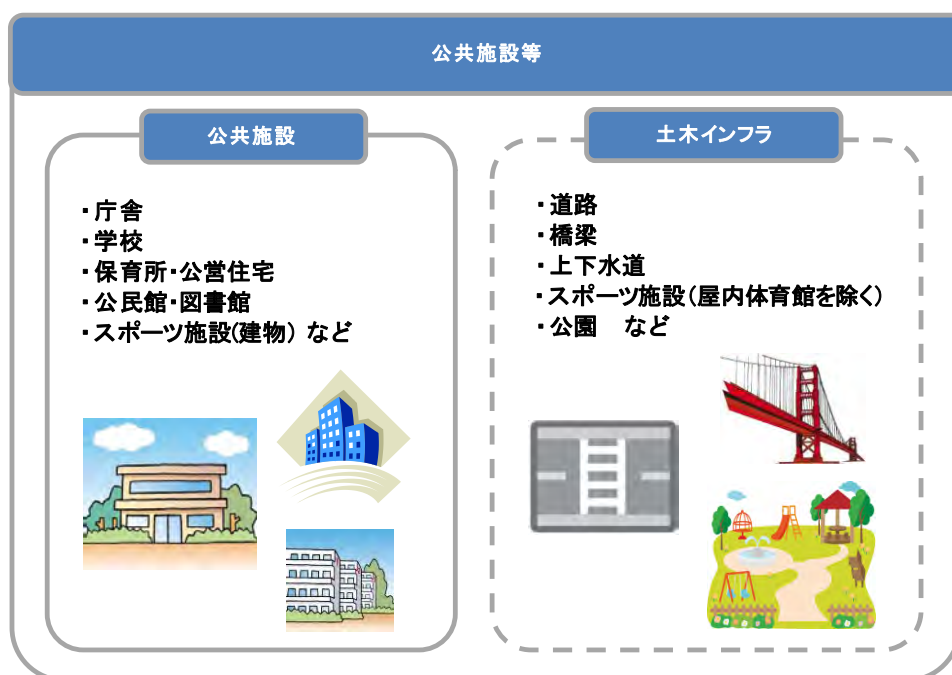 公共施設等
公共施設
・庁舎
・学校
・保育所・公営住宅
・公民館・図書館
・スポーツ施設(建物) など
土木インフラ
・道路
・橋梁
・上下水道
・スポーツ施設(屋内体育館を除く)
・公園　など